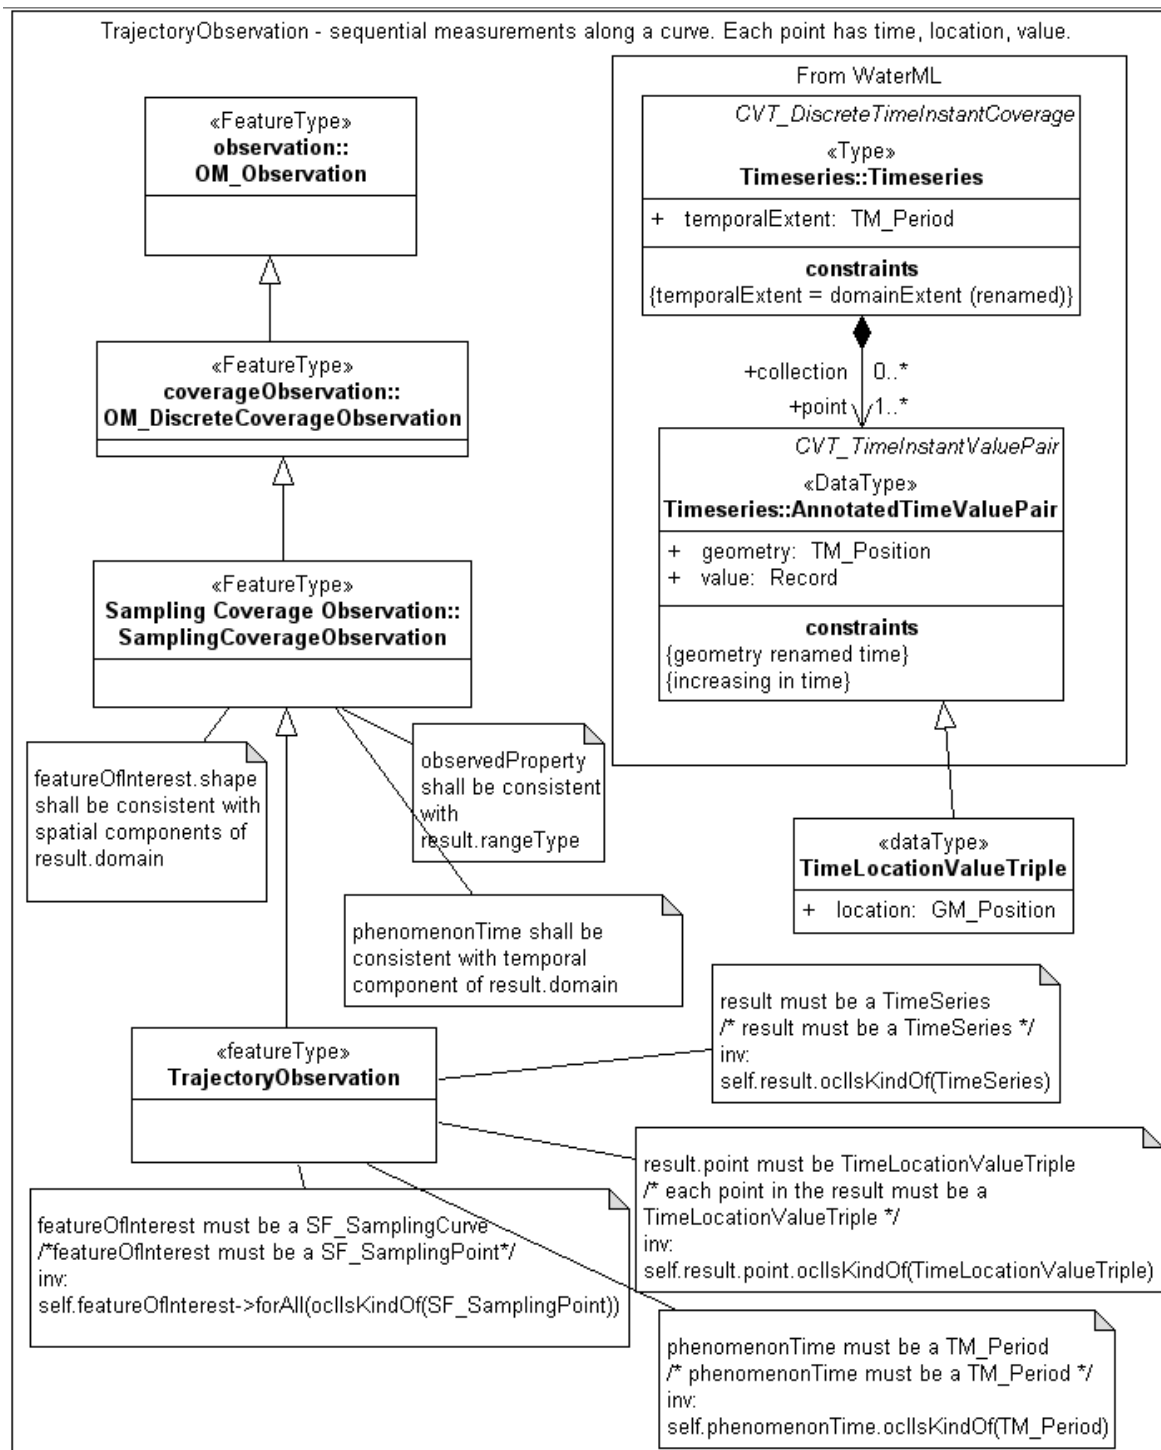 TrajectoryObservation - sequential measurements along a curve. Each point has time, location, value.
«FeatureType»
observation::
OM_Observation
«FeatureType»
coverageObservation::
OM_DiscreteCoverageObservation
«FeatureType»
Sampling Coverage Observation::
SamplingCoverageObservation
From WaterML
CVT_DiscreteTimeInstantCoverage
«Type»
Timeseries::Timeseries
+ temporalExtent: TM_Period
constraints
{temporalExtent = domainExtent (renamed)}
+collection 0..*
+point 1..*
CVT_TimeInstantValuePair
«DataType»
Timeseries::AnnotatedTimeValuePair
+ geometry: TM_Position
+ value: Record
constraints
{geometry renamed time}
{increasing in time}
featureOfInterest.shape
shall be consistent with
spatial components of
result.domain
observedProperty
shall be consistent
with
result.rangeType
phenomenonTime shall be
consistent with temporal
component of result.domain
«dataType»
TimeLocationValueTriple
+ location: GM_Position
«featureType»
TrajectoryObservation
result must be a TimeSeries
/* result must be a TimeSeries */
inv:
self.result.oclIsKindOf(TimeSeries)
result.point must be TimeLocationValueTriple
/* each point in the result must be a
TimeLocationValueTriple */
inv:
self.result.point.oclIsKindOf(TimeLocationValueTriple)
featureOfInterest must be a SF_SamplingCurve
/*featureOfInterest must be a SF_SamplingPoint*/
inv:
self.featureOfInterest->forAll(oclIsKindOf(SF_SamplingPoint))
phenomenonTime must be a TM_Period
/* phenomenonTime must be a TM_Period */
inv:
self.phenomenonTime.oclIsKindOf(TM_Period)